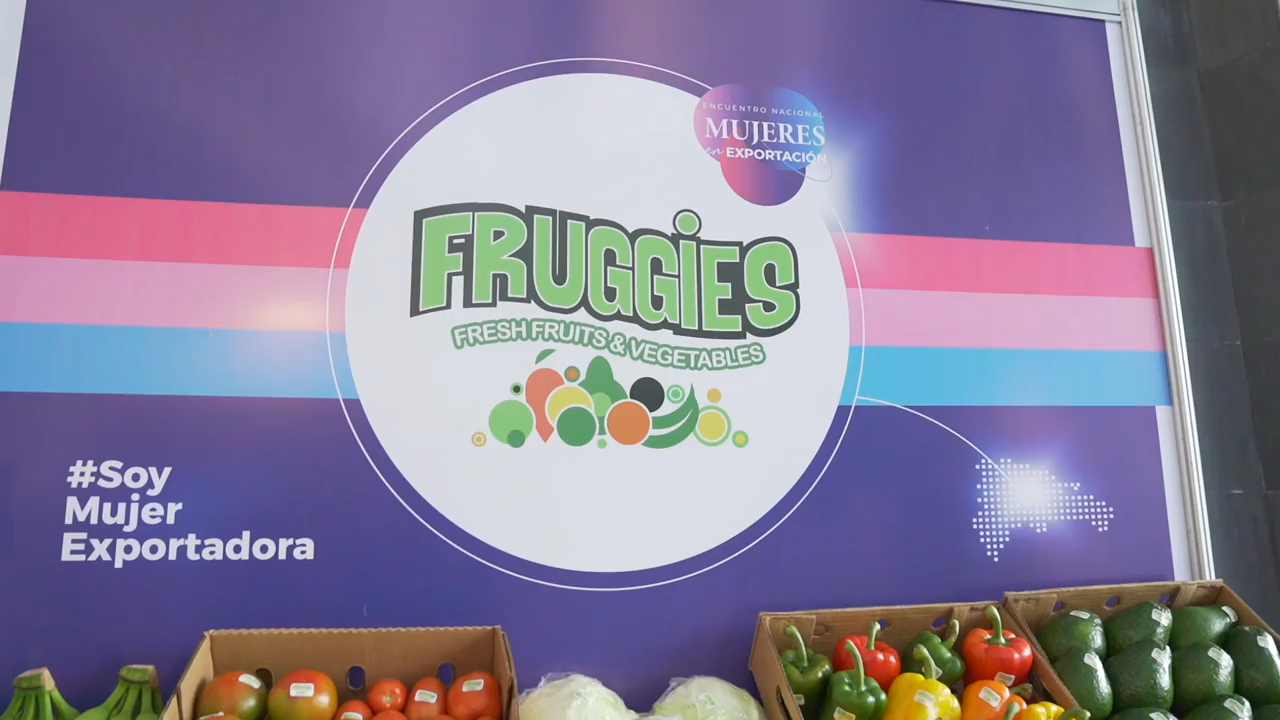 ENCUENTRO NACIONAL
MUJERES
en EXPORTACIÓN
FRUGGIES
FRESH FRUITS & VEGETABLES
#Soy
Mujer
Exportadora